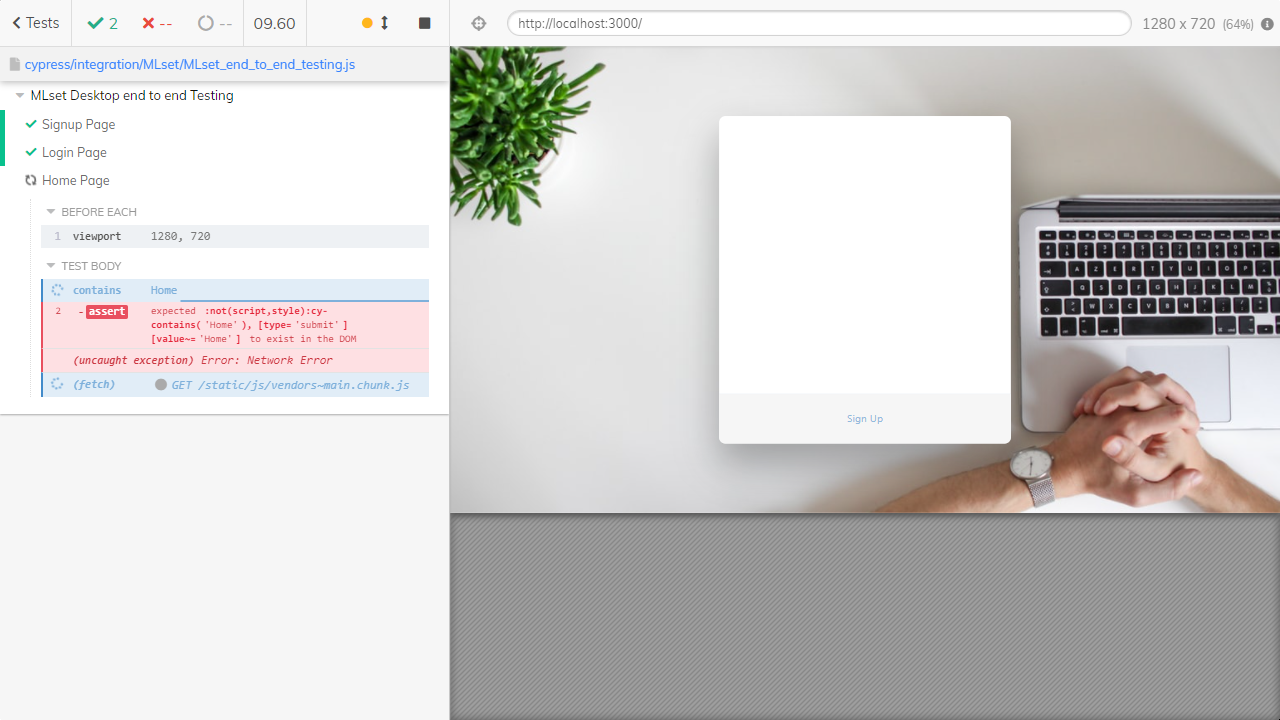 Tests
2
--
--
09.60
http://localhost:3000/
1280 x 720 (64%)
cypress/integration/MLset/MLset_end_to_end_testing.js
MLset Desktop end to end Testing
Signup Page
Login Page
Home Page
BEFORE EACH
1 viewport 1280, 720
TEST BODY
contains Home
2 -assert expected :not(script,style):cy-
contains('Home'), [type='submit']
[value~='Home'] to exist in the DOM
(uncaught exception) Error: Network Error
(fetch) GET /static/js/vendors~main.chunk.js
Sign Up